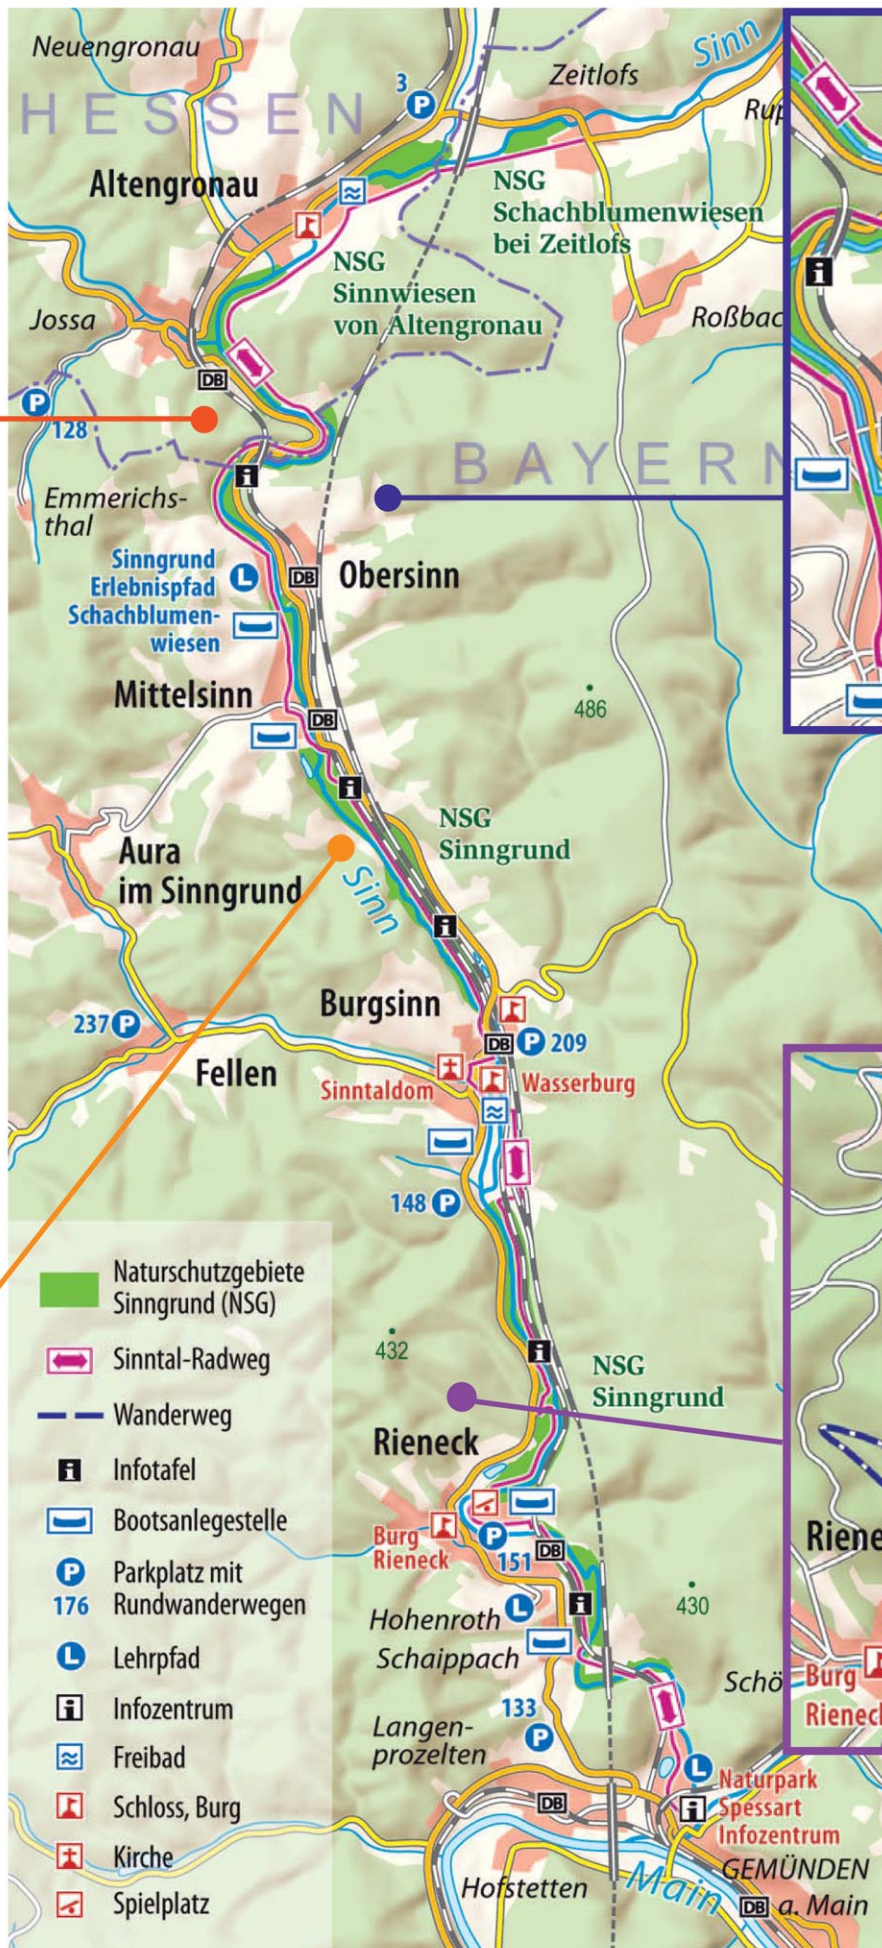 Neuengronau
HESSEN
3
P
Zeitlofs
Sinn
Rup
Altengronau
NSG
Schachblumenwiesen
bei Zeitlofs
NSG
Sinnwiesen
von Altengronau
Jossa
Roßbac
DB
P
128
BAYERN
Emmerichs-
thal
Sinngrund
Erlebnispfad
Schachblumen-
wiesen
L
DB
Obersinn
Mittelsinn
486
DB
NSG
Sinngrund
Aura
im Sinngrund
Sinn
Burgsinn
237 P
DB P 209
Fellen
Sinntaldom
Wasserburg
148 P
432
NSG
Sinngrund
Rieneck
Burg
Rieneck
P
151
DB
Hohenroth
L
430
Schaippach
Schö
133
P
Langen-
prozelten
L
DB
Naturpark
Spessart
Infozentrum
GEMÜNDEN
a. Main
DB
Hofstetten
Main
Riene
Burg
Rieneck
Naturschutzgebiete
Sinngrund (NSG)
Sinntal-Radweg
Wanderweg
i Infotafel
Bootsanlegestelle
P Parkplatz mit
176 Rundwanderwegen
L Lehrpfad
i Infozentrum
Freibad
Schloss, Burg
Kirche
Spielplatz